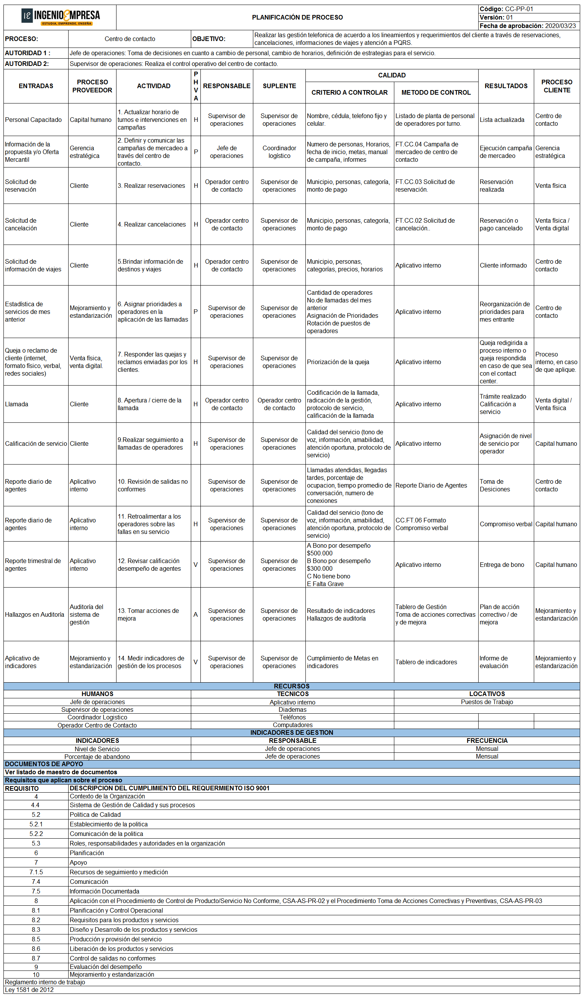 IE INGENIOEMPRESA
ESTUDIA, EMPRENDE, ENSEÑA
PLANIFICACIÓN DE PROCESO
Código: CC-PP-01
Versión: 01
Fecha de aprobación: 2020/03/23
PROCESO:
Centro de contacto
OBJETIVO:
Realizar las gestión telefonica de acuerdo a los lineamientos y requerimientos del cliente a través de reservaciones,
cancelaciones, informaciones de viajes y atención a PQRS.
AUTORIDAD 1 :
Jefe de operaciones: Toma de decisiones en cuanto a cambio de personal, cambio de horarios, definición de estrategias para el servicio.
AUTORIDAD 2:
Supervisor de operaciones: Realiza el control operativo del centro de contacto.
ENTRADAS
PROCESO
PROVEEDOR
ACTIVIDAD
P
H
V
A
RESPONSABLE
SUPLENTE
CALIDAD
CRITERIO A CONTROLAR
METODO DE CONTROL
RESULTADOS
PROCESO
CLIENTE
Personal Capacitado
Capital humano
1. Actualizar horario de
turnos e intervenciones en
campañas
H
Supervisor de
operaciones
Supervisor de
operaciones
Nombre, cédula, telefono fijo y
celular.
Listado de planta de personal
de operadores por turno.
Lista actualizada
Centro de
contacto
Información de la
propuesta y/o Oferta
Mercantil
Gerencia
estratégica
2. Definir y comunicar las
campañas de mercadeo a
través del centro de
contacto.
P
Jefe de
operaciones
Coordinador
logístico
Numero de personas, Horarios,
fecha de inicio, metas, manual
de campaña, informes
FT.CC.04 Campaña de
mercadeo de centro de
contacto
Ejecución campaña
de mercadeo
Gerencia
estratégica
Solicitud de
reservación
Cliente
3. Realizar reservaciones
H
Operador centro
de contacto
Supervisor de
operaciones
Municipio, personas, categoría,
monto de pago
FT.CC.03 Solicitud de
reservación.
Reservación
realizada
Venta física
Solicitud de
cancelación
Cliente
4. Realizar cancelaciones
H
Operador centro
de contacto
Supervisor de
operaciones
Municipio, personas, categoría,
monto de pago
FT.CC.02 Solicitud de
cancelación..
Reservación o
pago cancelado
Venta física /
Venta digital
Solicitud de
información de viajes
Cliente
5.Brindar información de
destinos y viajes
H
Operador centro
de contacto
Supervisor de
operaciones
Municipio, personas,
categorías, precios, horarios
Aplicativo interno
Cliente informado
Centro de
contacto
Estadística de
servicios de mes
anterior
Mejoramiento y
estandarización
6. Asignar prioridades a
operadores en la
aplicación de las llamadas
P
Supervisor de
operaciones
Supervisor de
operaciones
Cantidad de operadores
No.de llamadas del mes
anterior
Asignación de Prioridades
Rotación de puestos de
operadores
Aplicativo interno
Reorganización de
prioridades para
mes entrante
Centro de
contacto
Queja o reclamo de
cliente (internet,
formato físico, verbal,
redes sociales)
Venta física,
venta digital.
7. Responder las quejas y
reclamos enviadas por los
clientes.
H
Supervisor de
operaciones
Supervisor de
operaciones
Priorización de la queja
Aplicativo interno
Queja redigirida a
proceso interno o
queja respondida
en caso de que sea
con el contact
center.
Proceso
interno, en caso
de que aplique.
Llamada
Cliente
8. Apertura / cierre de la
llamada
H
Operador centro
de contacto
Operador centro
de contacto
Codificación de la llamada,
radicación de la gestión,
protocolo de servicio,
calificación de la llamada
Aplicativo interno
Trámite realizado
Calificación a
servicio
Venta digital /
Venta física
Calificación de servicio
Cliente
9.Realizar seguimiento a
llamadas de operadores
H
Supervisor de
operaciones
Supervisor de
operaciones
Calidad del servicio (tono de
voz, información, amabilidad,
atención oportuna, protocolo de
servicio)
Aplicativo interno
Asignación de nivel
de servicio por
operador
Capital humano
Reporte diario de
agentes
Aplicativo
interno
10. Revisión de salidas no
conformes
Supervisor de
operaciones
Supervisor de
operaciones
Llamadas atendidas, llegadas
tardes, porcentaje de
ocupacion, tiempo promedio de
conversación, numero de
conexiones
Reporte Diario de Agentes
Toma de
Desiciones
Centro de
contacto
Reporte diario de
agentes
Aplicativo
interno
11. Retroalimentar a los
operadores sobre las
fallas en su servicio
H
Supervisor de
operaciones
Supervisor de
operaciones
Calidad del servicio (tono de
voz, información, amabilidad,
atención oportuna, protocolo de
servicio)
CC.FT.06 Formato
Compromiso verbal
Compromiso verbal
Capital humano
Reporte trimestral de
agentes
Aplicativo
interno
12. Revisar calificación
desempeño de agentes
V
Supervisor de
operaciones
Supervisor de
operaciones
A Bono por desempeño
$500.000
B Bono por desempeño
$300.000
C No tiene bono
E Falta Grave
Aplicativo interno
Entrega de bono
Capital humano
Hallazgos en Auditoría
Auditoría del
sistema de
gestión
13. Tomar acciones de
mejora
A
Supervisor de
operaciones
Supervisor de
operaciones
Resultado de indicadores
Hallazgos de auditoría
Tablero de Gestión
Toma de acciones correctivas
y de mejora
Plan de acción
correctivo / de
mejora
Mejoramiento y
estandarización
Aplicativo de
indicadores
Mejoramiento y
estandarización
14. Medir indicadores de
gestión de los procesos
V
Supervisor de
operaciones
Supervisor de
operaciones
Cumplimiento de Metas en
indicadores
Tablero de indicadores
Informe de
evaluación
Mejoramiento y
estandarización
RECURSOS
HUMANOS
TECNICOS
LOCATIVOS
Jefe de operaciones
Aplicativo interno
Puestos de Trabajo
Supervisor de operaciones
Diademas
Coordinador Logistico
Teléfonos
Operador Centro de Contacto
Computadores
INDICADORES DE GESTION
INDICADORES
RESPONSABLE
FRECUENCIA
Nivel de Servicio
Jefe de operaciones
Mensual
Porcentaje de abandono
Jefe de operaciones
Mensual
DOCUMENTOS DE APOYO
Ver listado de maestro de documentos
Requisitos que aplican sobre el proceso
REQUISITO
DESCRIPCION DEL CUMPLIMIENTO DEL REQUERMIENTO ISO 9001
4
Contexto de la Organización
4.4
Sistema de Gestión de Calidad y sus procesos
5.2
Politica de Calidad
5.2.1
Establecimiento de la politica
5.2.2
Comunicación de la politica
5.3
Roles, responsabilidades y autoridades en la organización
6
Planificación
7
Apoyo
7.1.5
Recursos de seguimiento y medición
7.4
Comunicación
7.5
Información Documentada
8
Aplicación con el Procedimiento de Control de Producto/Servicio No Conforme, CSA-AS-PR-02 y el Procedimiento Toma de Acciones Correctivas y Preventivas, CSA-AS-PR-03
8.1
Planificación y Control Operacional
8.2
Requisitos para los productos y servicios
8.3
Diseño y Desarrollo de los productos y servicios
8.5
Producción y provisión del servicio
8.6
Liberación de los productos y servicios
8.7
Control de salidas no conformes
9
Evaluación del desempeño
10
Mejoramiento y estandarización
Reglamento interno de trabajo
Ley 1581 de 2012